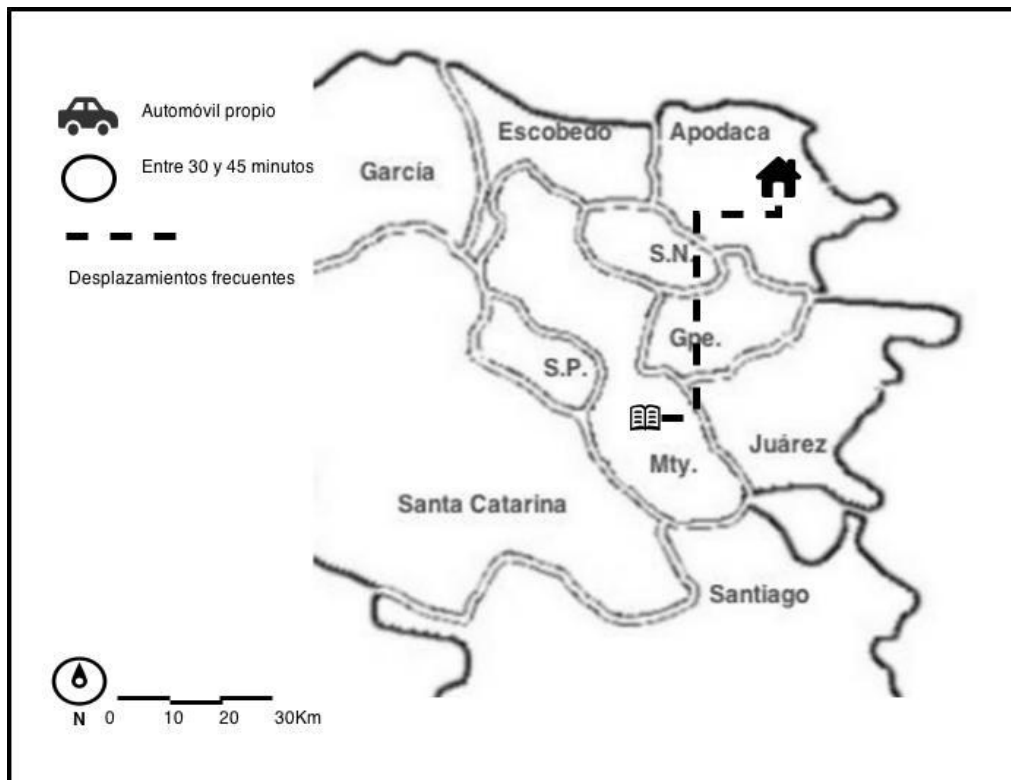 Automóvil propio
Entre 30 y 45 minutos
Desplazamientos frecuentes
Escobedo
Apodaca
García
S.N.
Gpe.
S.P.
Juárez
Mty.
Santa Catarina
Santiago
N 0 10 20 30Km